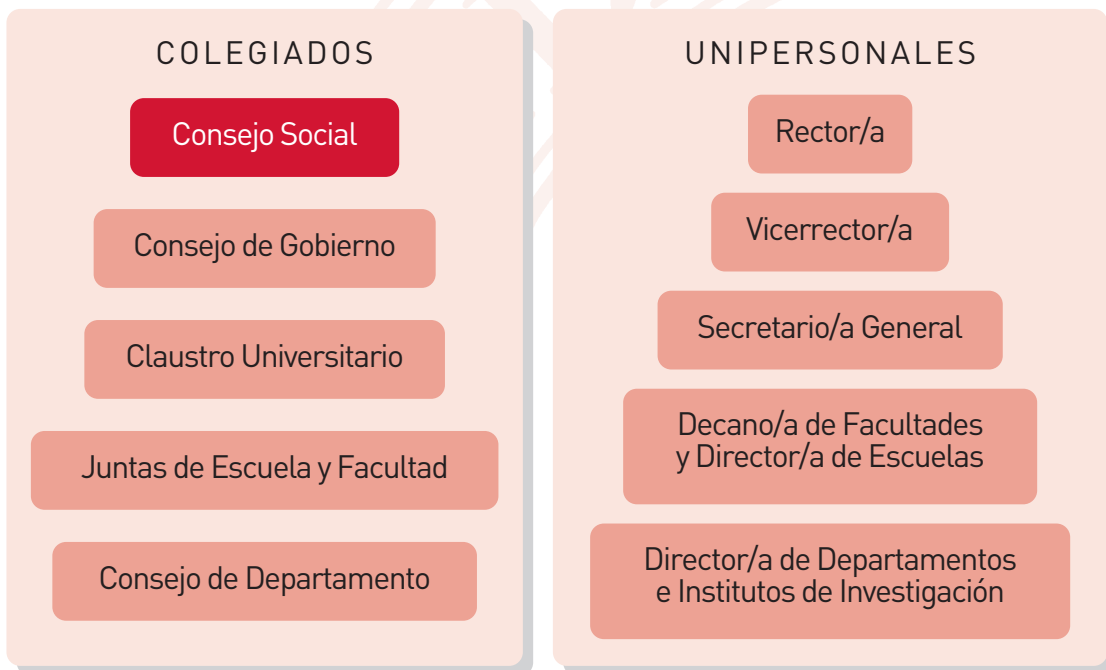 COLEGIADOS
Consejo Social
Consejo de Gobierno
Claustro Universitario
Juntas de Escuela y Facultad
Consejo de Departamento
UNIPERSONALES
Rector/a
Vicerrector/a
Secretario/a General
Decano/a de Facultades
y Director/a de Escuelas
Director/a de Departamentos
e Institutos de Investigación